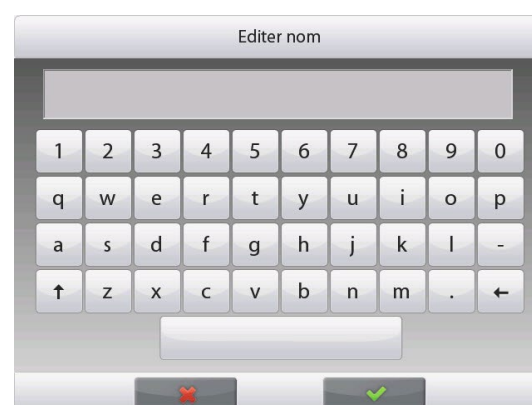 Editer nom
1 2 3 4 5 6 7 8 9 0
q w e r t y u i o p
a s d f g h j k l -
↑ z x c v b n m . ←